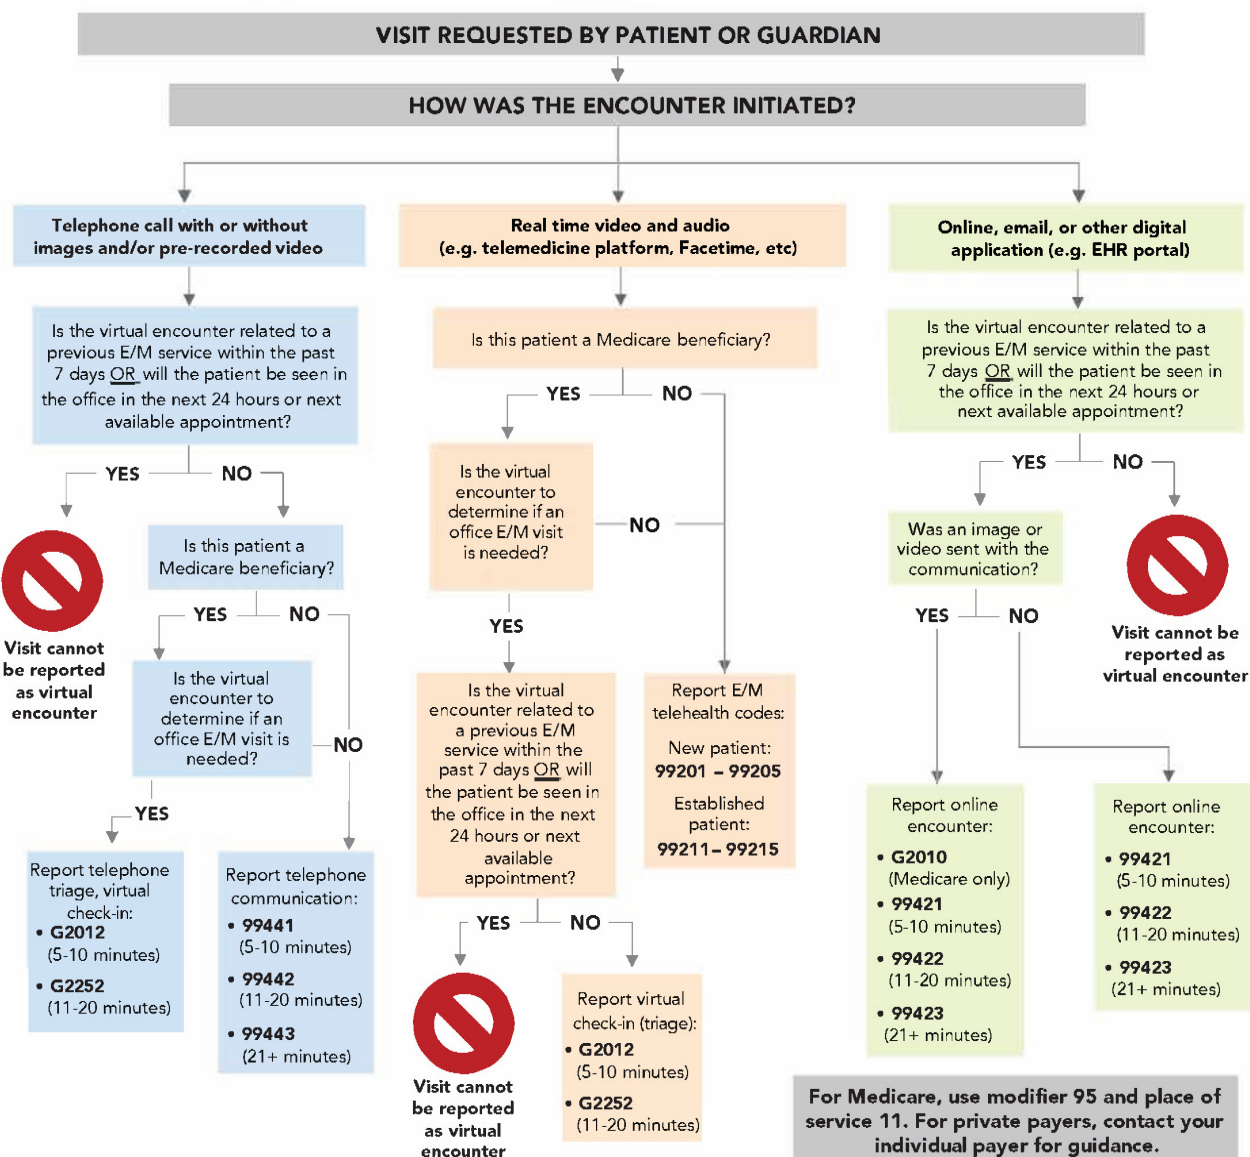 VISIT REQUESTED BY PATIENT OR GUARDIAN
HOW WAS THE ENCOUNTER INITIATED?
Telephone call with or without
images and/or pre-recorded video
Is the virtual encounter related to a
previous E/M service within the past
7 days OR will the patient be seen in
the office in the next 24 hours or next
available appointment?
YES
NO
Visit cannot
be reported
as virtual
encounter
Is this patient a
Medicare beneficiary?
YES
NO
Is the virtual
encounter to
determine if an
office E/M visit is
needed?
NO
YES
Report telephone
triage, virtual
check-in:
• G2012
(5-10 minutes)
• G2252
(11-20 minutes)
Report telephone
communication:
• 99441
(5-10 minutes)
• 99442
(11-20 minutes)
• 99443
(21+ minutes)
Real time video and audio
(e.g. telemedicine platform, Facetime, etc)
Is this patient a Medicare beneficiary?
YES
NO
Is the virtual
encounter to
determine if an
office E/M visit
is needed?
NO
YES
Is the virtual
encounter related to
a previous E/M
service within the
past 7 days OR will
the patient be seen in
the office in the next
24 hours or next
available
appointment?
Report E/M
telehealth codes:
New patient:
99201 – 99205
Established
patient:
99211– 99215
YES
NO
Visit cannot
be reported
as virtual
encounter
Report virtual
check-in (triage):
• G2012
(5-10 minutes)
• G2252
(11-20 minutes)
Online, email, or other digital
application (e.g. EHR portal)
Is the virtual encounter related to a
previous E/M service within the past
7 days OR will the patient be seen in
the office in the next 24 hours or
next available appointment?
YES
NO
Was an image or
video sent with the
communication?
Visit cannot be
reported as
virtual encounter
YES
NO
Report online
encounter:
• G2010
(Medicare only)
• 99421
(5-10 minutes)
• 99422
(11-20 minutes)
• 99423
(21+ minutes)
Report online
encounter:
• 99421
(5-10 minutes)
• 99422
(11-20 minutes)
• 99423
(21+ minutes)
For Medicare, use modifier 95 and place of
service 11. For private payers, contact your
individual payer for guidance.